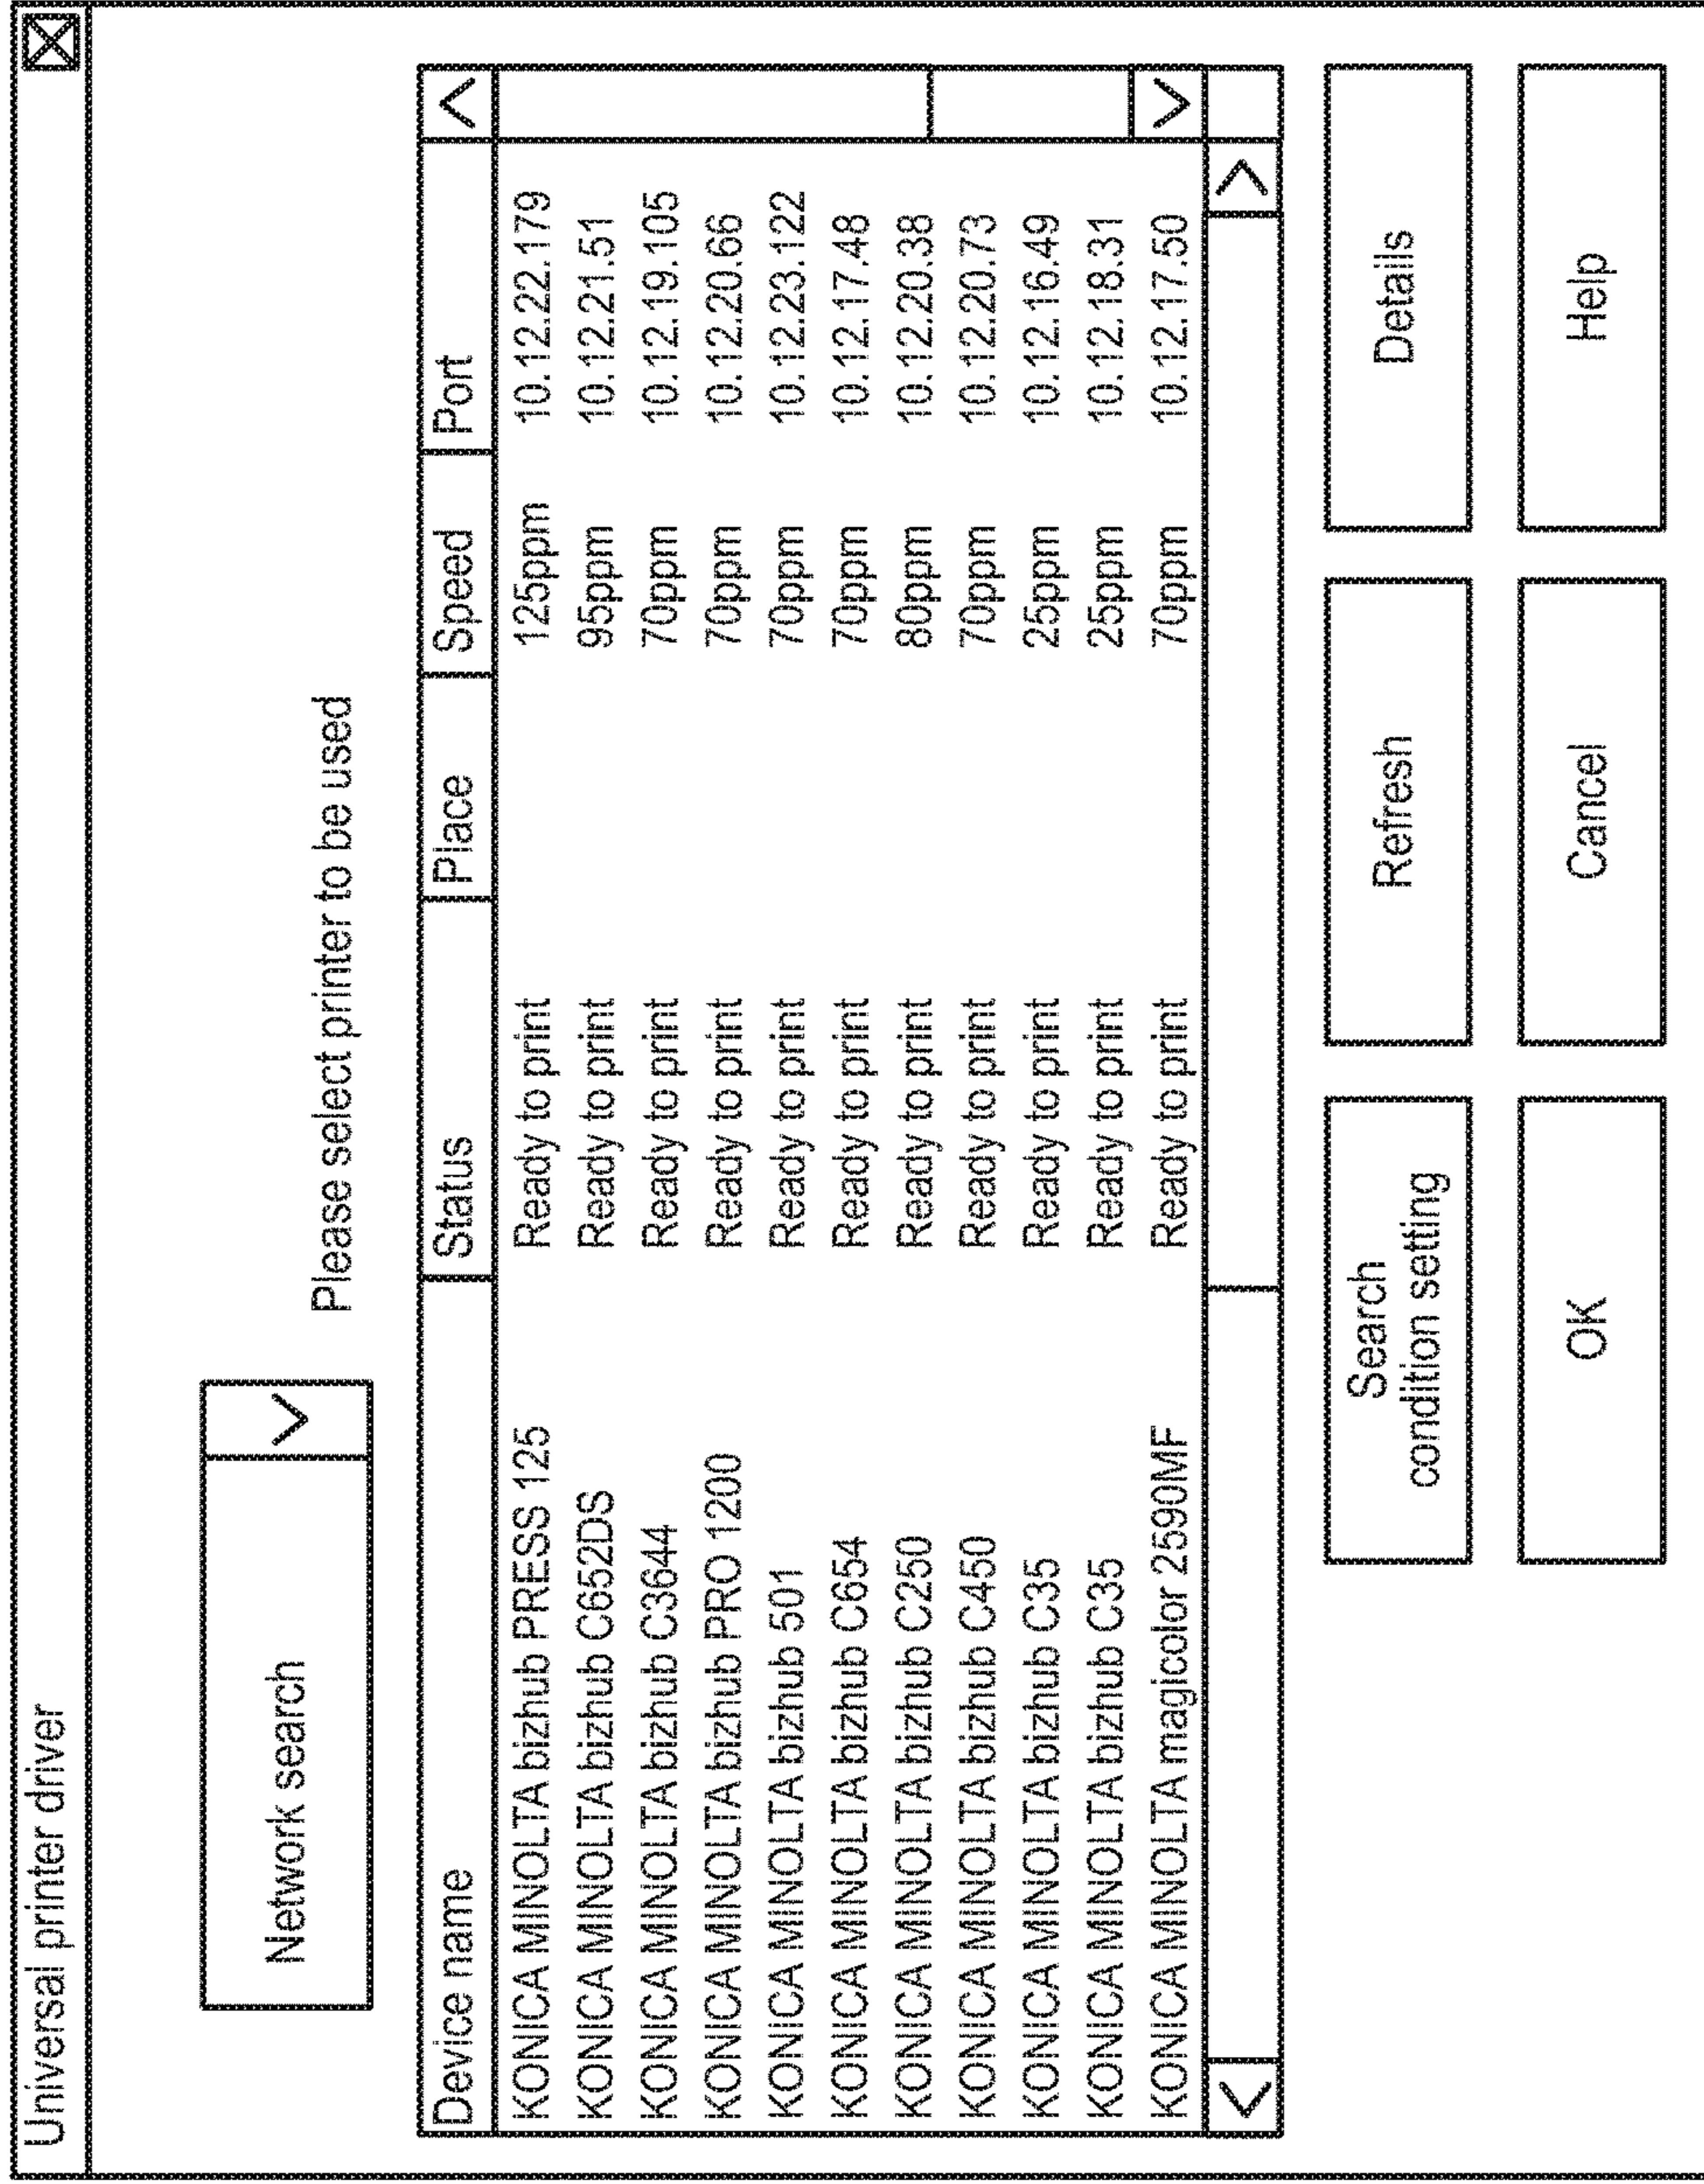 Universal printer driver
Network search
Please select printer to be used
Device name Status Place Speed Port
KONICA MINOLTA bizhub PRESS 125 Ready to print 125ppm 10.12.22.179
KONICA MINOLTA bizhub C652DS Ready to print 95ppm 10.12.21.51
KONICA MINOLTA bizhub C3644 Ready to print 70ppm 10.12.19.105
KONICA MINOLTA bizhub PRO 1200 Ready to print 70ppm 10.12.20.66
KONICA MINOLTA bizhub 501 Ready to print 70ppm 10.12.23.122
KONICA MINOLTA bizhub C654 Ready to print 70ppm 10.12.17.48
KONICA MINOLTA bizhub C250 Ready to print 80ppm 10.12.20.38
KONICA MINOLTA bizhub C450 Ready to print 70ppm 10.12.20.73
KONICA MINOLTA bizhub C35 Ready to print 25ppm 10.12.16.49
KONICA MINOLTA bizhub C35 Ready to print 25ppm 10.12.18.31
KONICA MINOLTA magicolor 2590MF Ready to print 70ppm 10.12.17.50
Search
condition setting
Refresh
Details
OK
Cancel
Help